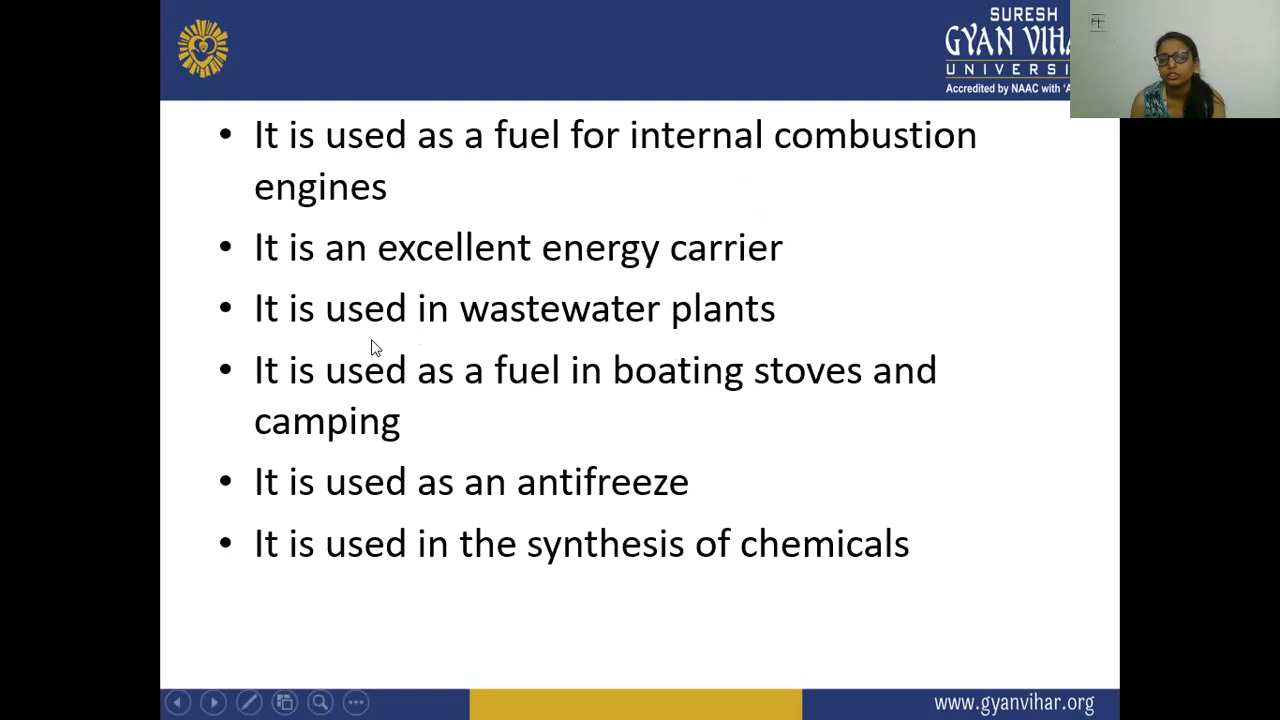 SURESH
GYAN VIHA
UNIVERSI
Accredited by NAAC with 'A
• It is used as a fuel for internal combustion
engines
• It is an excellent energy carrier
• It is used in wastewater plants
• It is used as a fuel in boating stoves and
camping
• It is used as an antifreeze
• It is used in the synthesis of chemicals
www.gyanvihar.org